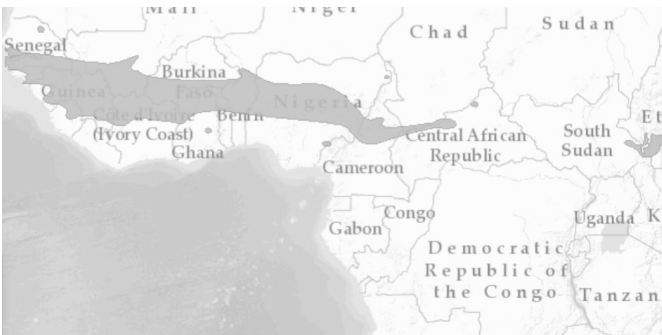 Mali
Niger
Chad
Sudan
Senegal
Burkina
Faso
Guinea
Nigeria
Côte d'Ivoire
(Ivory Coast)
Benin
Ghana
Central African
Republic
South
Sudan
Et
Cameroon
Congo
Gabon
Uganda
K
Democratic
Republic of
the Congo
Tanzan